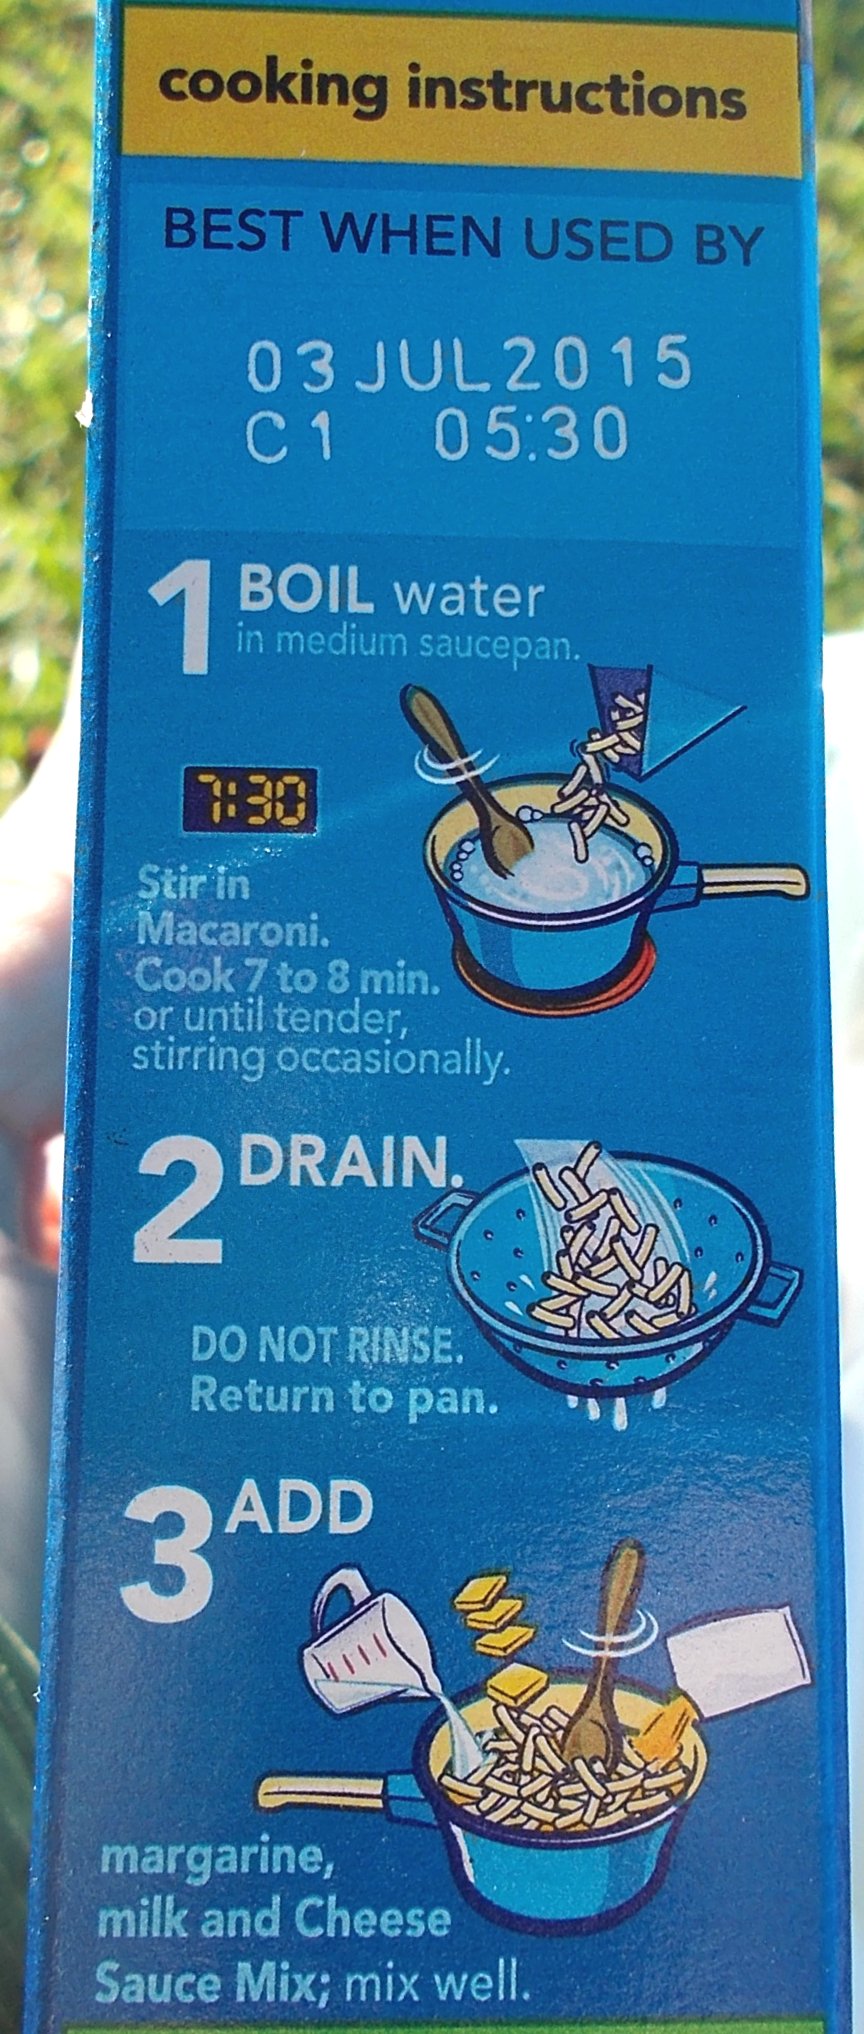 cooking instructions
BEST WHEN USED BY
03 JUL2015
C1 05:30
1 BOIL water
in medium saucepan.
7:30
Stir in
Macaroni.
Cook 7 to 8 min.
or until tender,
stirring occasionally.
2 DRAIN.
DO NOT RINSE.
Return to pan.
3 ADD
margarine,
milk and Cheese
Sauce Mix; mix well.